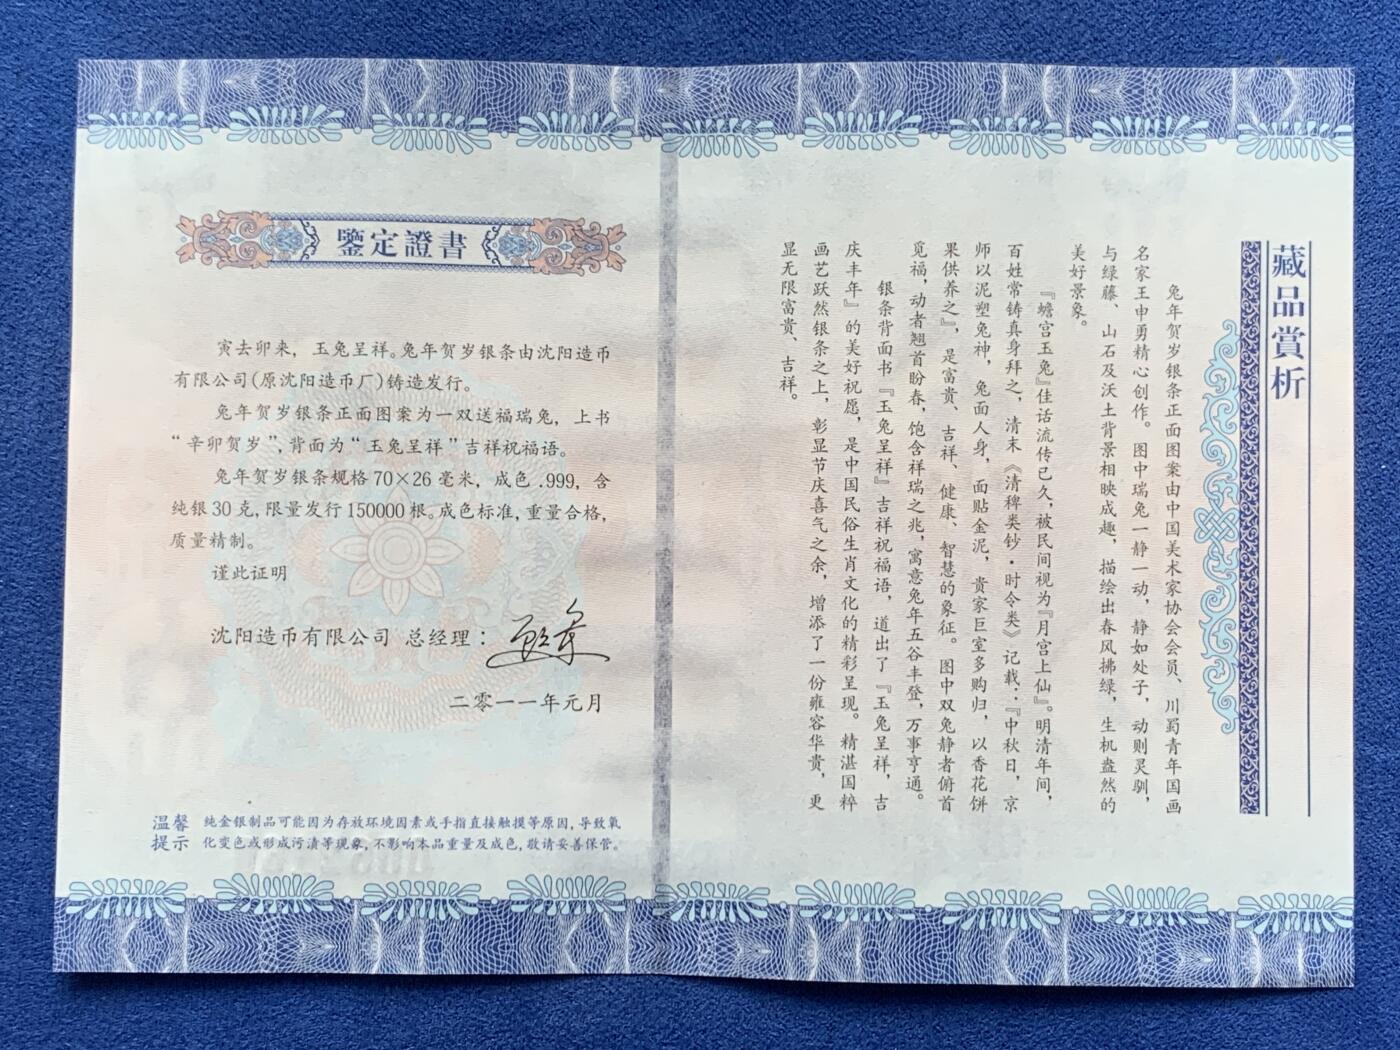 鑒定證書
寅去卯来，玉兔呈祥。兔年贺岁银条由沈阳造币
有限公司(原沈阳造币厂)铸造发行。
兔年贺岁银条正面图案为一双送福瑞兔，上书
“辛卯贺岁”，背面为“玉兔呈祥”吉祥祝福语。
兔年贺岁银条规格70×26毫米，成色.999，含
纯银30克，限量发行150000根。成色标准，重量合格，
质量精制。
谨此证明
沈阳造币有限公司 总经理：
二零一一年元月
温馨
提示
纯金银制品可能因为存放环境因素或手指直接触摸等原因，导致氧
化变色或形成污渍等现象，不影响本品重量及成色，敬请妥善保管。
藏品赏析
兔年贺岁银条正面图案由中国美术家协会会员、川蜀青年国画
名家王申勇精心创作。图中瑞兔一静一动，静如处子，动则灵驯，
与绿藤、山石及沃土背景相映成趣，描绘出春风拂绿，生机盎然的
美好景象。
『蟾宫玉兔』佳话流传已久，被民间视为『月宫上仙』。明清年间，
百姓常铸真身拜之，清末《清稗类钞·时令类》记载：『中秋日，京
师以泥塑兔神，兔面人身，面贴金泥，贵家巨室多购归，以香花饼
果供养之』，是富贵、吉祥、健康、智慧的象征。图中双兔静者俯首
觅福，动者翘首盼春，饱含祥瑞之兆，寓意兔年五谷丰登，万事亨通。
银条背面书『玉兔呈祥』吉祥祝福语，道出了『玉兔呈祥，吉
庆丰年』的美好祝愿，是中国民俗生肖文化的精彩呈现。精湛国粹
画艺跃然银条之上，彰显节庆喜气之余，增添了一份雍容华贵，更
显无限富贵、吉祥。